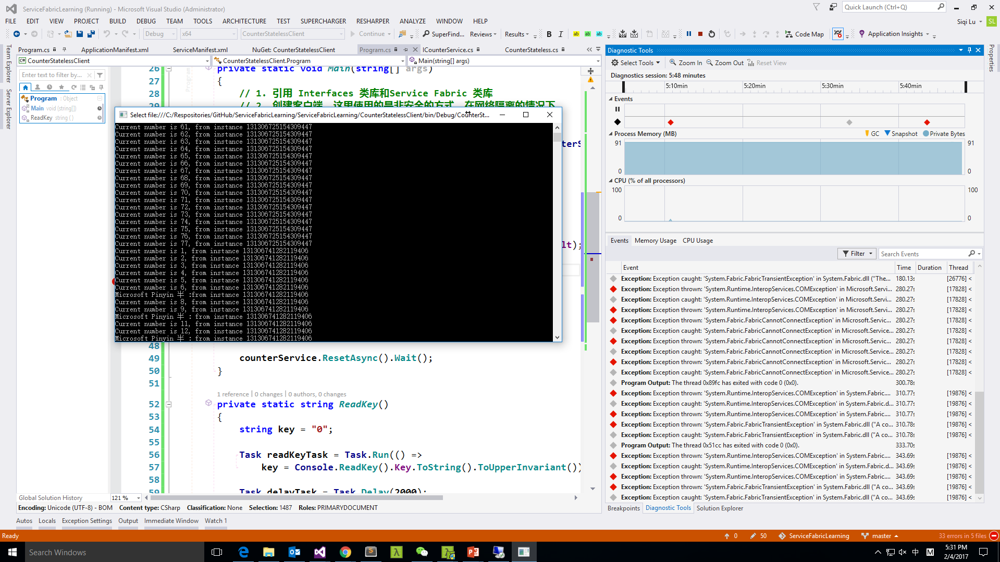 ServiceFabricLearning (Running) - Microsoft Visual Studio (Administrator)
Quick Launch (Ctrl+Q)
FILE EDIT VIEW PROJECT BUILD DEBUG TEAM TOOLS ARCHITECTURE TEST SUPERCHARGER RESHARPER ANALYZE WINDOW HELP
Siqi Lu SL
Debug x64 CounterStatelessClient Continue SuperFind... Reviews Results B I ab ab ab Code Map Application Insights
Program.cs ApplicationManifest.xml ServiceManifest.xml NuGet: CounterStatelessClient Program.cs ICounterService.cs CounterStateless.cs
CounterStatelessClient CounterStatelessClient.Program Main(string[] args)
Team Explorer
Server Explorer
Properties
Enter text to filter by...
Program : Object
Main void (string[])
ReadKey string ( )
26 private static void Main(string[] args)
27 {
28 // 1. 引用 Interfaces 类库和Service Fabric 类库
// 2. 创建客户端，这里使用的是非安全的方式，在网络隔离的情况下
terS
lt);
Select file:///C:/Respositories/GitHub/ServiceFabricLearning/ServiceFabricLearning/CounterStatelessClient/bin/Debug/CounterSt...
Current number is 61, from instance 131306725154309447
Current number is 62, from instance 131306725154309447
Current number is 63, from instance 131306725154309447
Current number is 64, from instance 131306725154309447
Current number is 65, from instance 131306725154309447
Current number is 66, from instance 131306725154309447
Current number is 67, from instance 131306725154309447
Current number is 68, from instance 131306725154309447
Current number is 69, from instance 131306725154309447
Current number is 70, from instance 131306725154309447
Current number is 71, from instance 131306725154309447
Current number is 72, from instance 131306725154309447
Current number is 73, from instance 131306725154309447
Current number is 74, from instance 131306725154309447
Current number is 75, from instance 131306725154309447
Current number is 76, from instance 131306725154309447
Current number is 77, from instance 131306725154309447
Current number is 1, from instance 131306741282119406
Current number is 2, from instance 131306741282119406
Current number is 3, from instance 131306741282119406
Current number is 4, from instance 131306741282119406
Current number is 5, from instance 131306741282119406
Current number is 6, from instance 131306741282119406
Microsoft Pinyin 半 :from instance 131306741282119406
Current number is 8, from instance 131306741282119406
Current number is 9, from instance 131306741282119406
Microsoft Pinyin 半 : from instance 131306741282119406
Current number is 11, from instance 131306741282119406
Current number is 12, from instance 131306741282119406
Microsoft Pinyin 半 : from instance 131306741282119406
48
49 counterService.ResetAsync().Wait();
50 }
51
1 reference | 0 changes | 0 authors, 0 changes
52 private static string ReadKey()
53 {
54 string key = "0";
55
56 Task readKeyTask = Task.Run(() =>
57 key = Console.ReadKey().Key.ToString().ToUpperInvariant())
58
59 Task delayTask = Task.Delay(2000);
Global Solution History
121 %
Encoding: Unicode (UTF-8) - BOM Content type: CSharp Classification: None Selection: 1487 Roles: PRIMARYDOCUMENT
Autos Locals Exception Settings Output Immediate Window Watch 1
Diagnostic Tools
Select Tools Zoom In Zoom Out Reset View
Diagnostics session: 5:48 minutes
5:10min 5:20min 5:30min 5:40min
Events
Process Memory (MB) GC Snapshot Private Bytes
91 91
0 0
CPU (% of all processors)
100 100
0 0
Events Memory Usage CPU Usage
Filter Search Events
Event Time Duration Thread
Exception: Exception caught: 'System.Fabric.FabricTransientException' in System.Fabric.dll ("The... 180.13s [26776] <
Exception: Exception thrown: 'System.Runtime.InteropServices.COMException' in Microsoft.Servi... 280.27s [17828] <
Exception: Exception caught: 'System.Runtime.InteropServices.COMException' in Microsoft.Servi... 280.27s [17828] <
Exception: Exception thrown: 'System.Runtime.InteropServices.COMException' in Microsoft.Servi... 280.27s [17828] <
Exception: Exception thrown: 'System.Fabric.FabricCannotConnectException' in Microsoft.Service... 280.27s [17828] <
Exception: Exception caught: 'System.Fabric.FabricCannotConnectException' in Microsoft.Service... 280.27s [17828] <
Exception: Exception thrown: 'System.Fabric.FabricCannotConnectException' in Microsoft.Servic... 280.27s [17828] <
Exception: Exception caught: 'System.Fabric.FabricCannotConnectException' in Microsoft.Service... 280.27s [17828] <
Exception: Exception thrown: 'System.Fabric.FabricCannotConnectException' in Microsoft.Servic... 280.27s [17828] <
Exception: Exception caught: 'System.Fabric.FabricCannotConnectException' in Microsoft.Service... 280.27s [17828] <
Program Output: The thread 0x89fc has exited with code 0 (0x0). 300.78s
Exception: Exception thrown: 'System.Runtime.InteropServices.COMException' in System.Fabric.... 310.77s [19876] <
Exception: Exception caught: 'System.Runtime.InteropServices.COMException' in System.Fabric.d... 310.77s [19876] <
Exception: Exception thrown: 'System.Runtime.InteropServices.COMException' in System.Fabric.... 310.77s [19876] <
Exception: Exception thrown: 'System.Fabric.FabricTransientException' in System.Fabric.dll ("A co... 310.78s [19876] <
Exception: Exception caught: 'System.Fabric.FabricTransientException' in System.Fabric.dll ("A co... 310.78s [19876] <
Program Output: The thread 0x51cc has exited with code 0 (0x0). 333.70s
Exception: Exception thrown: 'System.Runtime.InteropServices.COMException' in System.Fabric.... 343.69s [19876] <
Exception: Exception caught: 'System.Runtime.InteropServices.COMException' in System.Fabric.d... 343.69s [19876] <
Exception: Exception thrown: 'System.Runtime.InteropServices.COMException' in System.Fabric.... 343.69s [19876] <
Exception: Exception thrown: 'System.Fabric.FabricTransientException' in System.Fabric.dll ("A co... 343.69s [19876] <
Exception: Exception caught: 'System.Fabric.FabricTransientException' in System.Fabric.dll ("A co... 343.69s [19876] <
Breakpoints Diagnostic Tools Solution Explorer
Ready 0 50 ServiceFabricLearning master 33 errors in 5 files
Search Windows
中 M 5:31 PM
2/4/2017